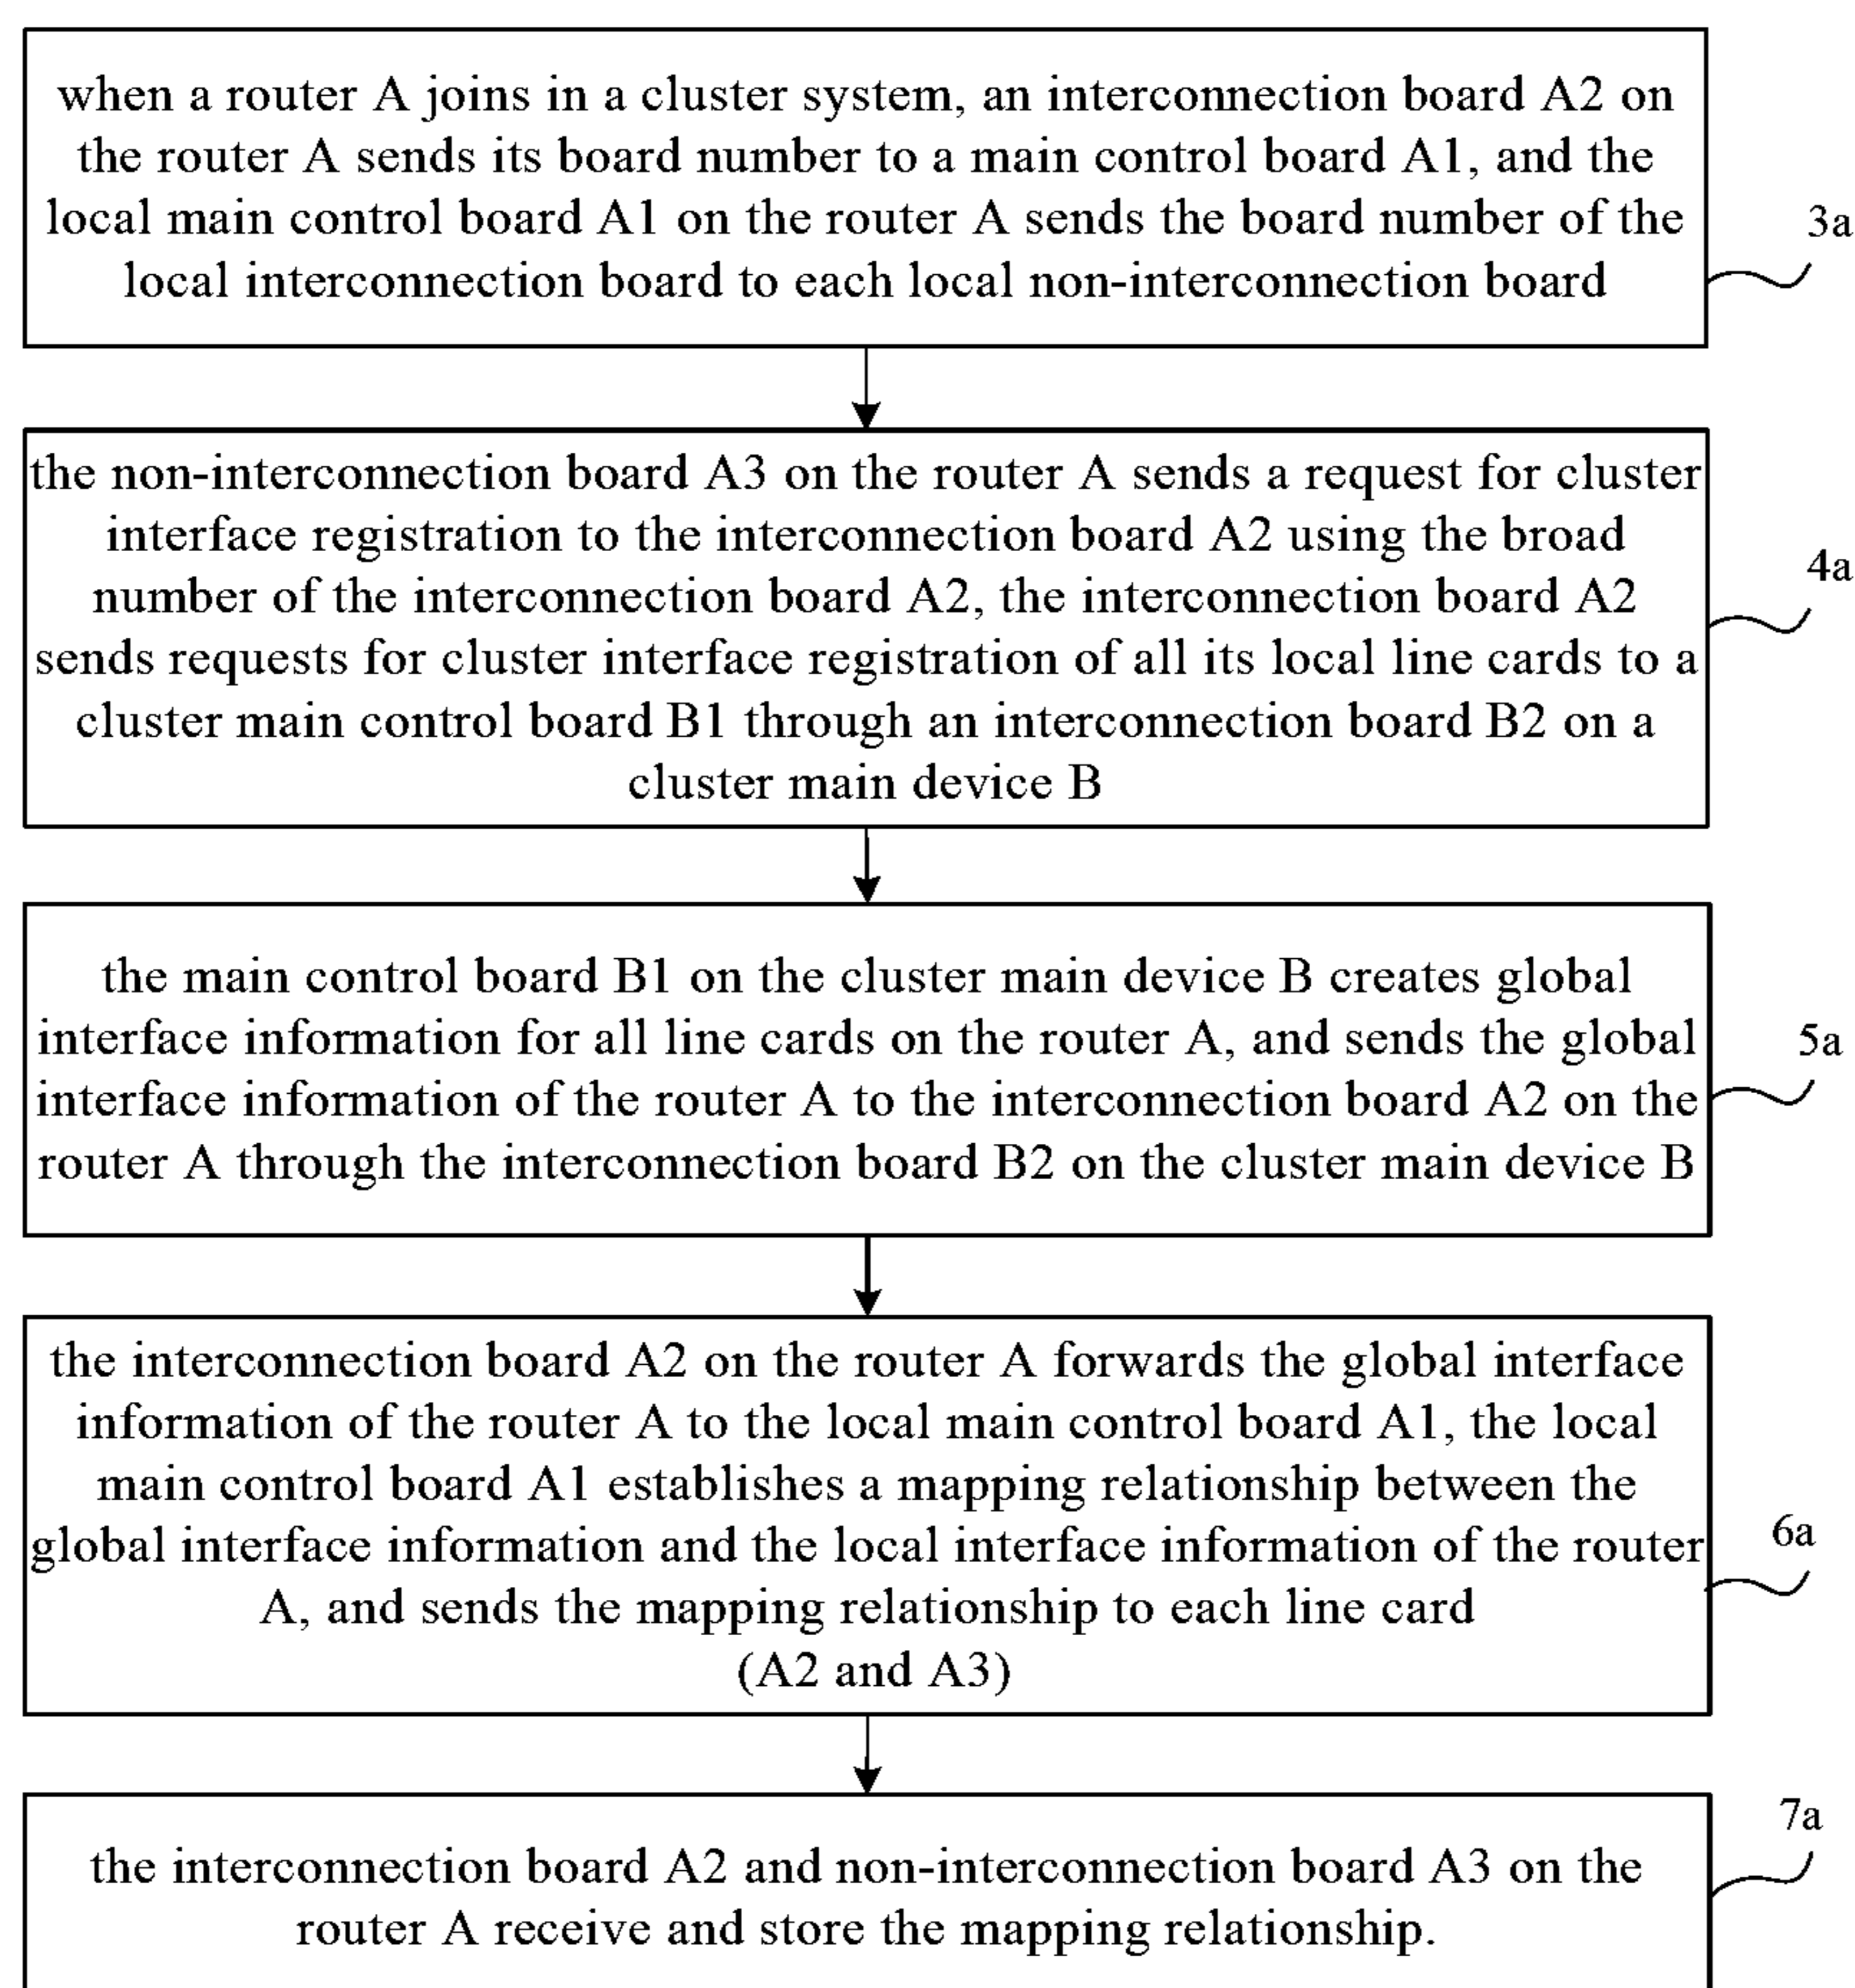 when a router A joins in a cluster system, an interconnection board A2 on
the router A sends its board number to a main control board A1, and the
local main control board A1 on the router A sends the board number of the
local interconnection board to each local non-interconnection board
3a
the non-interconnection board A3 on the router A sends a request for cluster
interface registration to the interconnection board A2 using the broad
number of the interconnection board A2, the interconnection board A2
sends requests for cluster interface registration of all its local line cards to a
cluster main control board B1 through an interconnection board B2 on a
cluster main device B
4a
the main control board B1 on the cluster main device B creates global
interface information for all line cards on the router A, and sends the global
interface information of the router A to the interconnection board A2 on the
router A through the interconnection board B2 on the cluster main device B
5a
the interconnection board A2 on the router A forwards the global interface
information of the router A to the local main control board A1, the local
main control board A1 establishes a mapping relationship between the
global interface information and the local interface information of the router
A, and sends the mapping relationship to each line card
(A2 and A3)
6a
the interconnection board A2 and non-interconnection board A3 on the
router A receive and store the mapping relationship.
7a